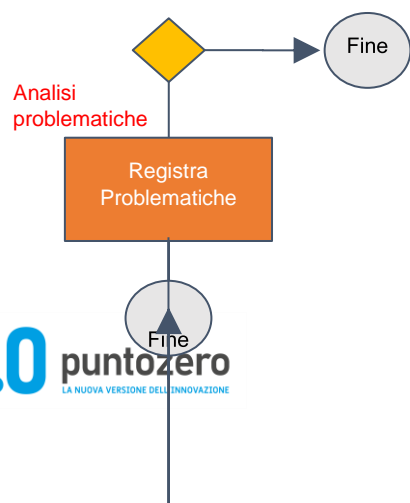 Fine
Analisi
problematiche
Registra
Problematiche
Fine
.0 puntozero
LA NUOVA VERSIONE DELL'INNOVAZIONE